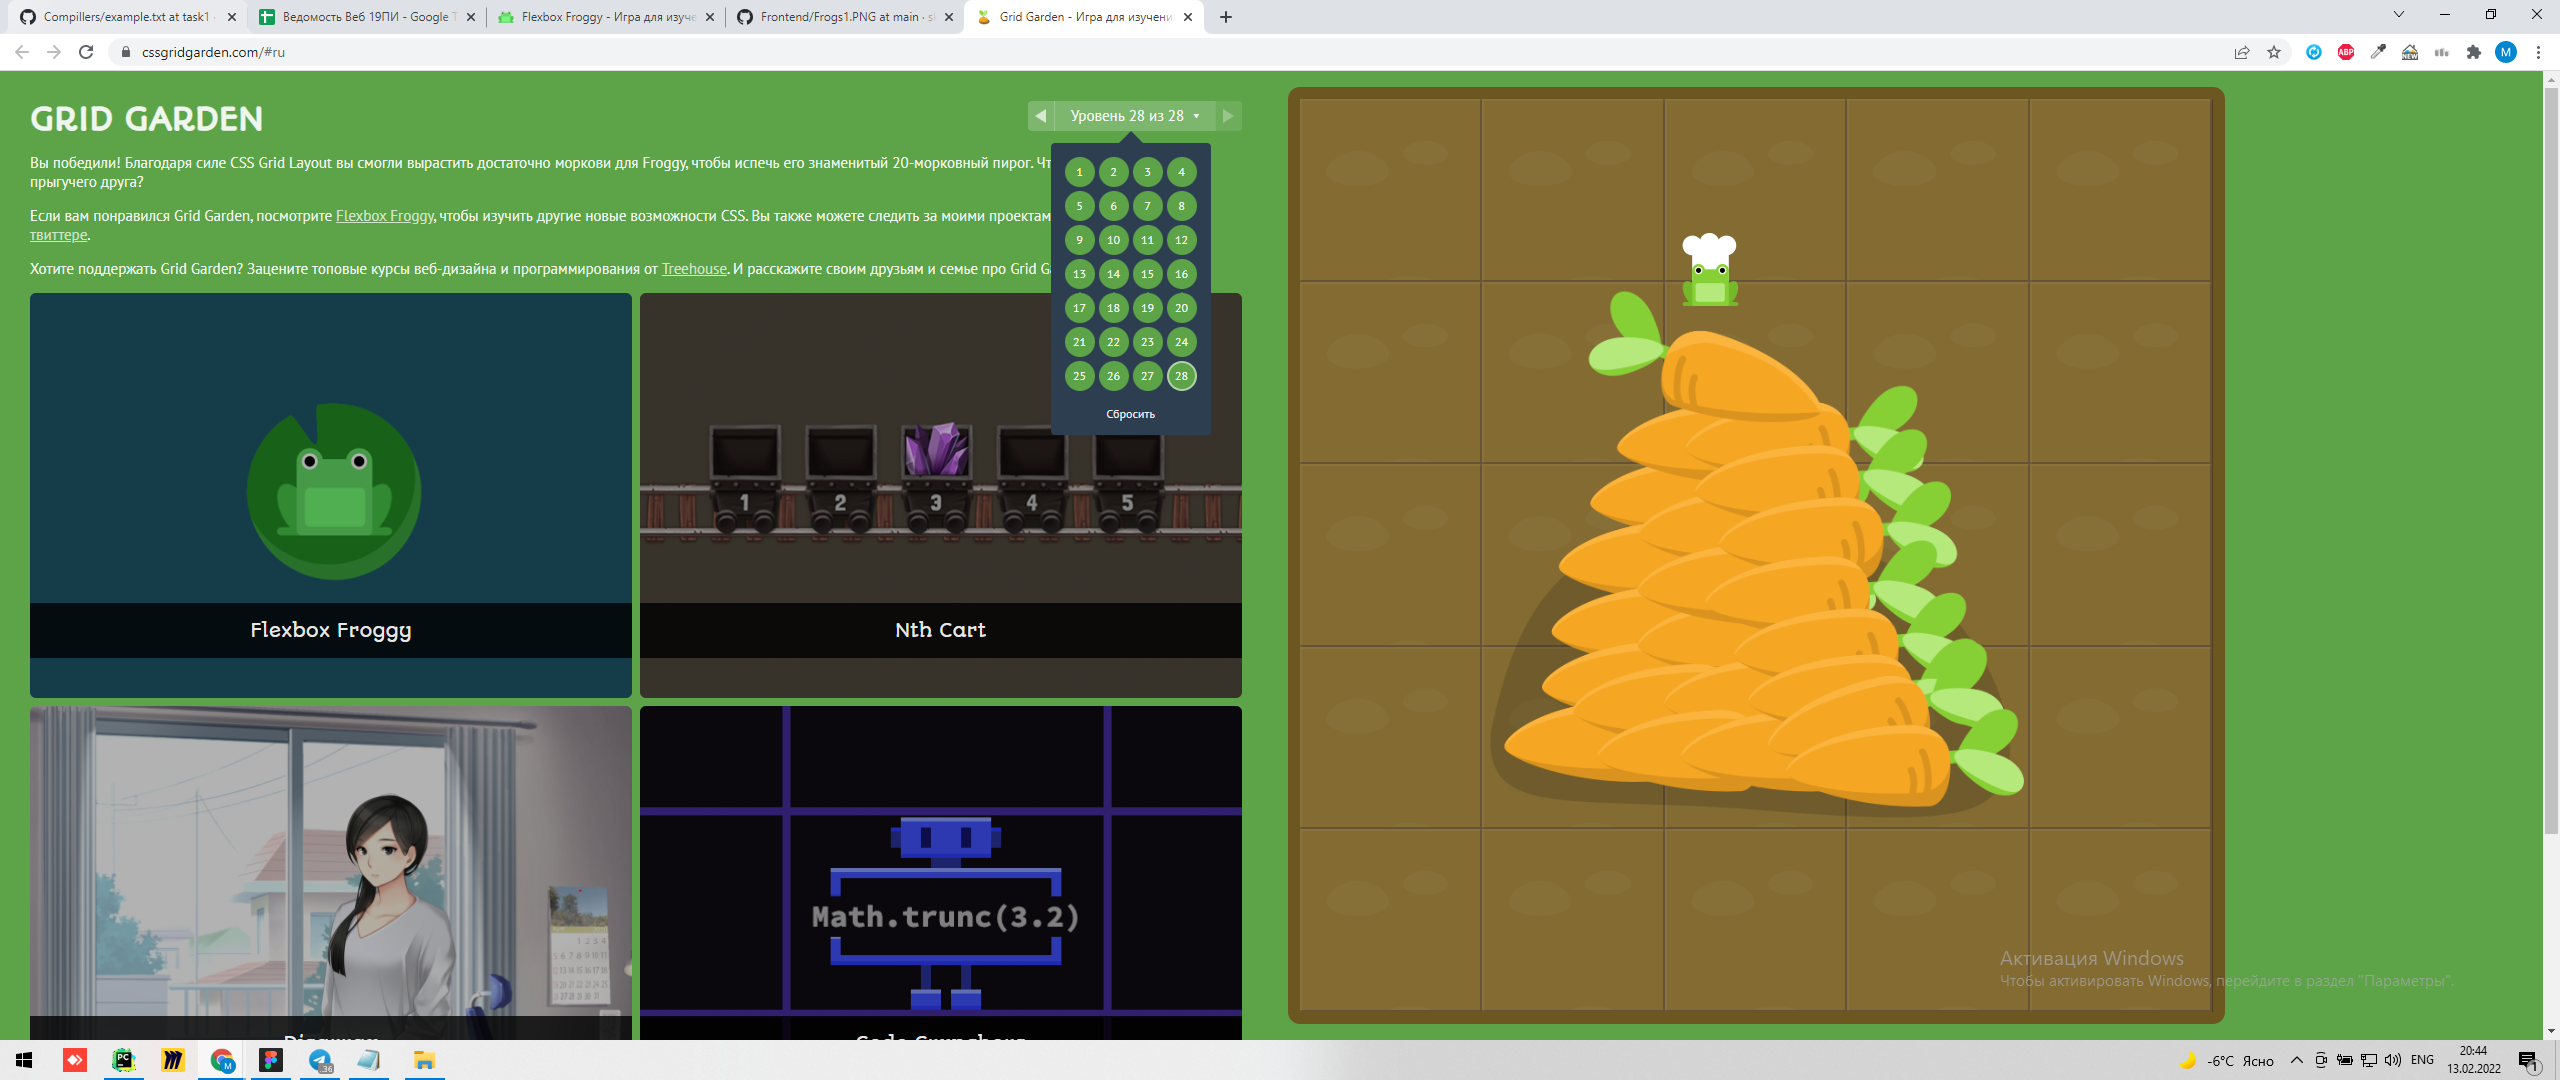 Compillers/example.txt at task1
Ведомость Веб 19ПИ - Google Т
Flexbox Froggy - Игра для изуче
Frontend/Frogs1.PNG at main · sl
Grid Garden - Игра для изучени
cssgridgarden.com/#ru
ABP
NEW
M
GRID GARDEN
Уровень 28 из 28
Вы победили! Благодаря силе CSS Grid Layout вы смогли вырастить достаточно моркови для Froggy, чтобы испечь его знаменитый 20-морковный пирог. Чт
прыгучего друга?
Если вам понравился Grid Garden, посмотрите Flexbox Froggy, чтобы изучить другие новые возможности CSS. Вы также можете следить за моими проектам
твиттере.
Хотите поддержать Grid Garden? Зацените топовые курсы веб-дизайна и программирования от Treehouse. И расскажите своим друзьям и семье про Grid Ga
1 2 3 4
5 6 7 8
9 10 11 12
13 14 15 16
17 18 19 20
21 22 23 24
25 26 27 28
Сбросить
1 2 3 4 5
Flexbox Froggy
Nth Cart
Math.trunc(3.2)
Активация Windows
Чтобы активировать Windows, перейдите в раздел "Параметры".
PC
M
36
-6°C Ясно
ENG
20:44
13.02.2022
1